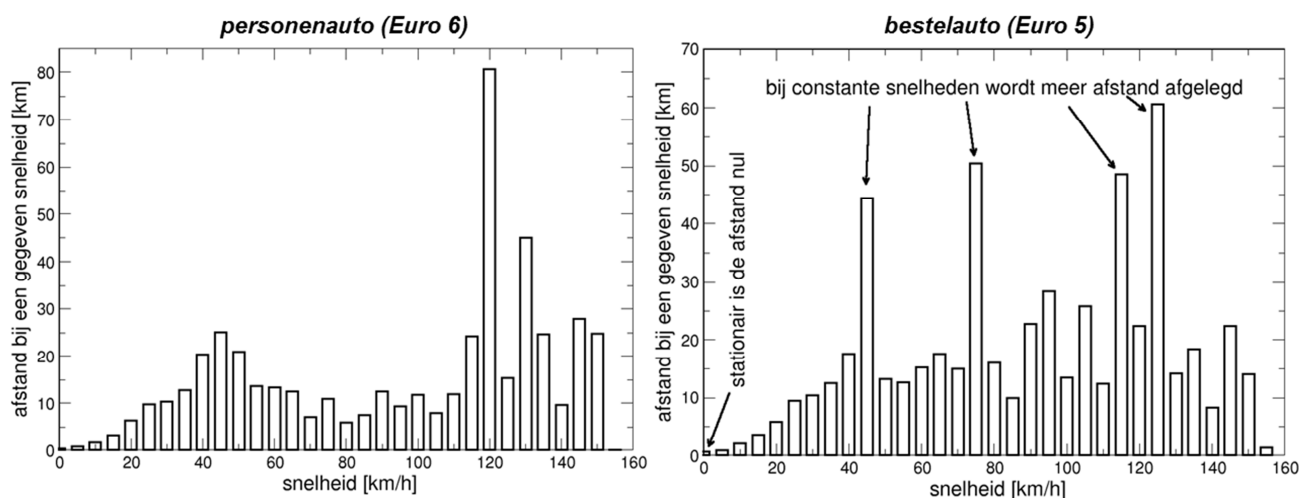 personenauto (Euro 6)
afstand bij een gegeven snelheid [km]
80
70
60
50
40
30
20
10
0
0 20 40 60 80 100 120 140 160
snelheid [km/h]
bestelauto (Euro 5)
afstand bij een gegeven snelheid [km]
70
60
50
40
30
20
10
0
bij constante snelheden wordt meer afstand afgelegd
stationair is de afstand nul
0 20 40 60 80 100 120 140 160
snelheid [km/h]